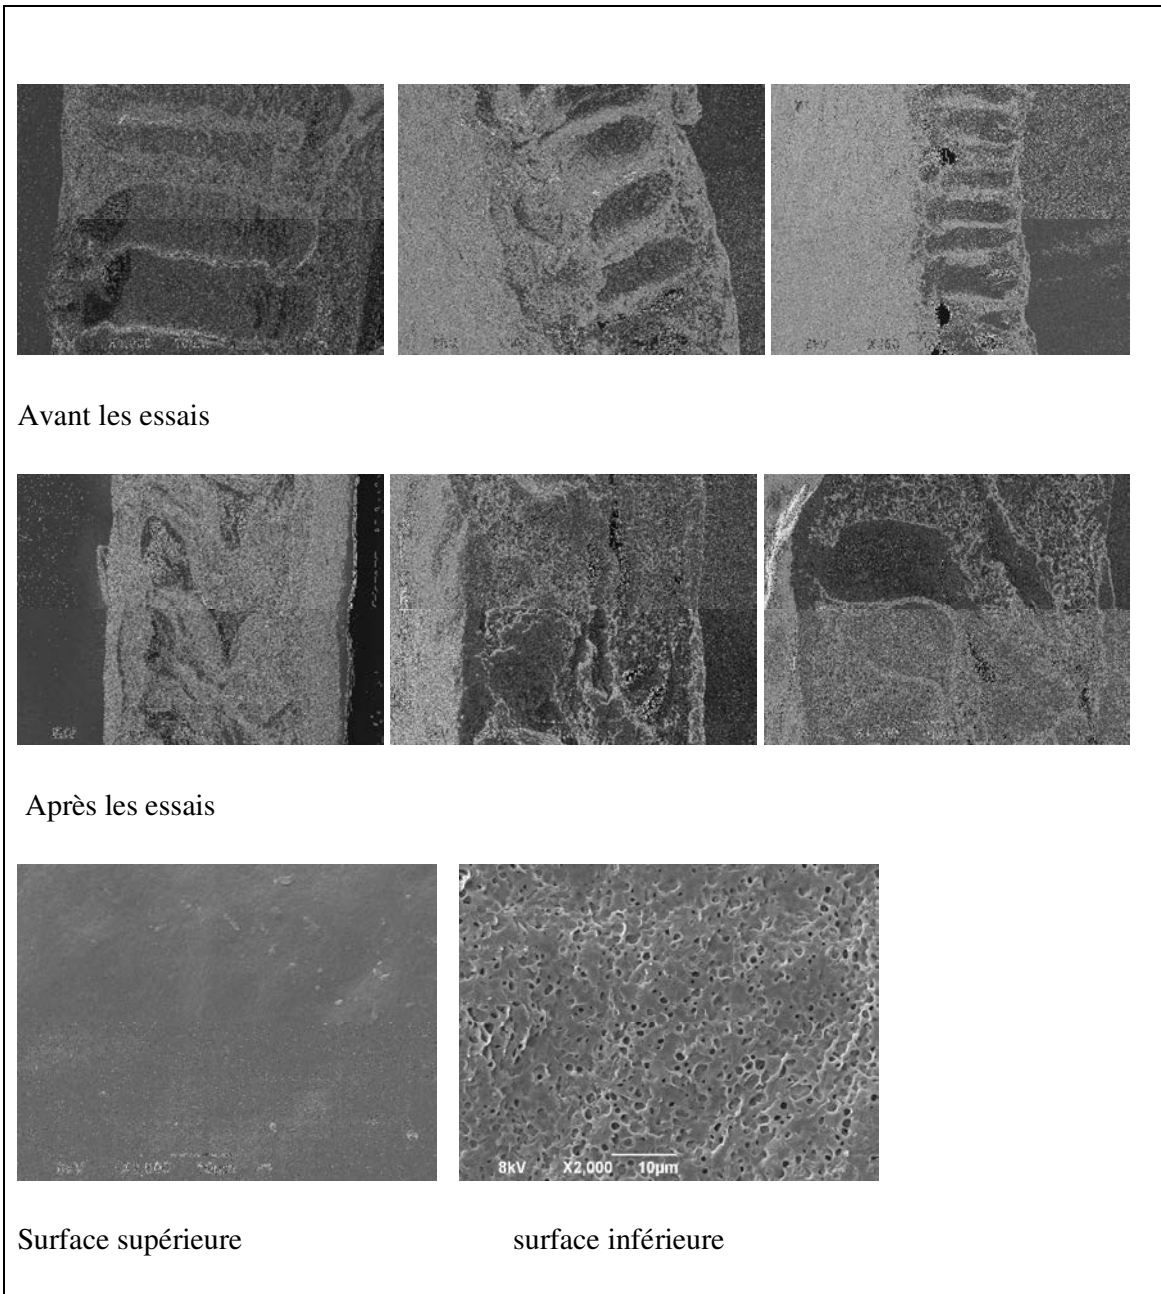 Avant les essais
Après les essais
8kV X2,000 10µm
Surface supérieure surface inférieure